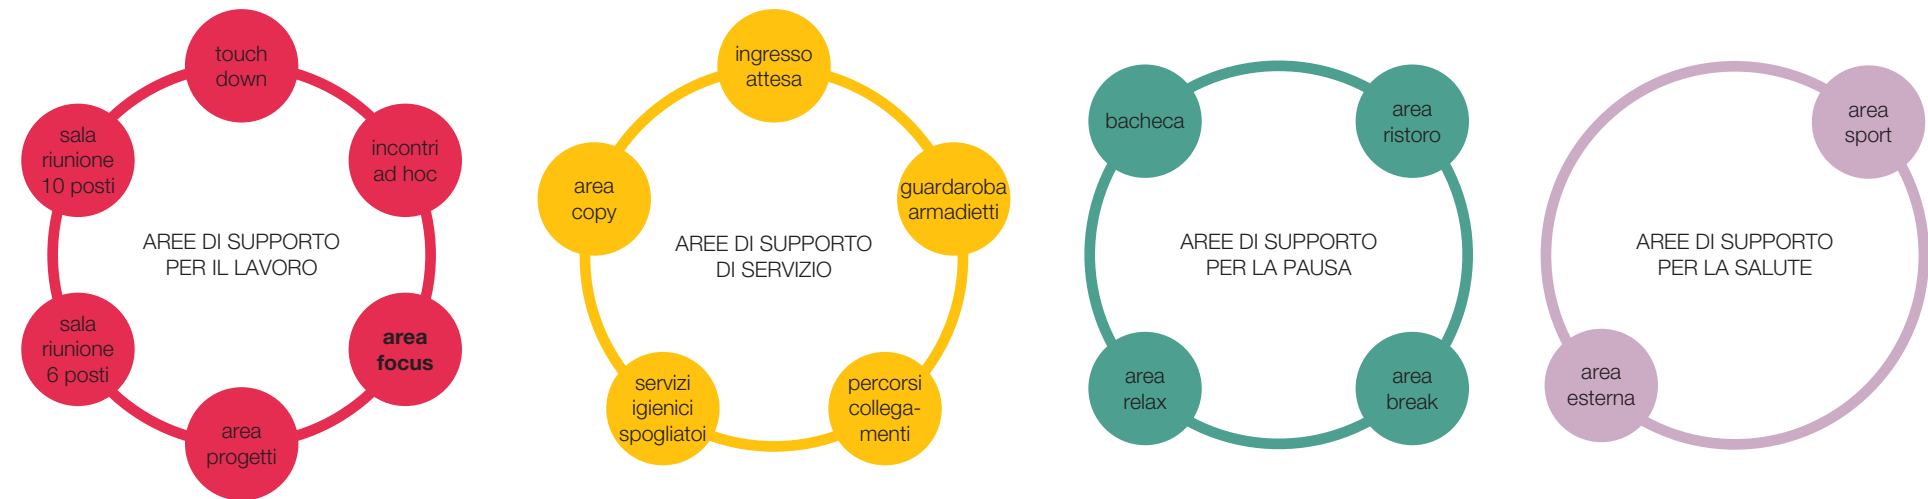 touch
down
incontri
ad hoc
area
focus
area
progetti
sala
riunione
6 posti
sala
riunione
10 posti
AREE DI SUPPORTO
PER IL LAVORO
ingresso
attesa
guardaroba
armadietti
percorsi
collega-
menti
servizi
igienici
spogliatoi
area
copy
AREE DI SUPPORTO
DI SERVIZIO
bacheca
area
ristoro
area
break
area
relax
AREE DI SUPPORTO
PER LA PAUSA
area
sport
area
esterna
AREE DI SUPPORTO
PER LA SALUTE